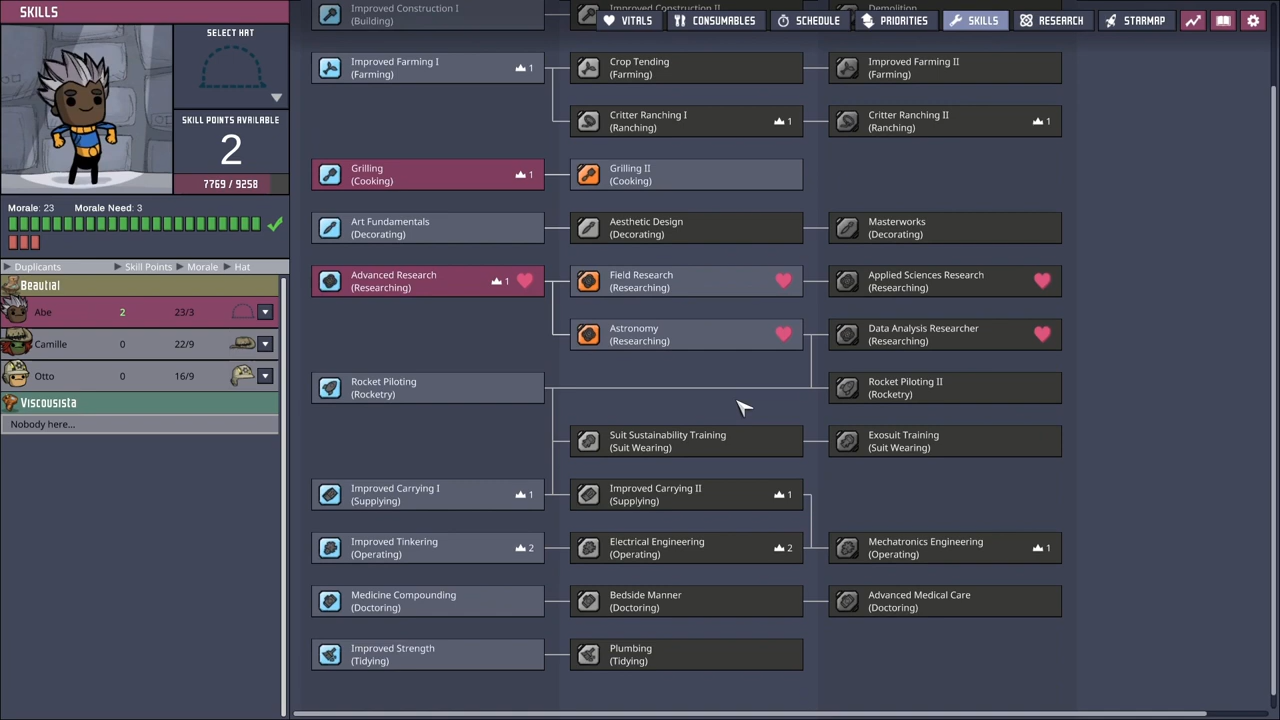 SKILLS
SELECT HAT
SKILL POINTS AVAILABLE
2
7769 / 9258
Morale: 23 Morale Need: 3
Duplicants Skill Points Morale Hat
Beautial
Abe 2 23/3
Camille 0 22/9
Otto 0 16/9
Viscousista
Nobody here...
VITALS CONSUMABLES SCHEDULE PRIORITIES SKILLS RESEARCH STARMAP
Improved Construction I
(Building)
Improved Construction II
Demolition
Improved Farming I
(Farming)
1
Crop Tending
(Farming)
Improved Farming II
(Farming)
Critter Ranching I
(Ranching)
1
Critter Ranching II
(Ranching)
1
Grilling
(Cooking)
1
Grilling II
(Cooking)
Art Fundamentals
(Decorating)
Aesthetic Design
(Decorating)
Masterworks
(Decorating)
Advanced Research
(Researching)
1
Field Research
(Researching)
Applied Sciences Research
(Researching)
Astronomy
(Researching)
Data Analysis Researcher
(Researching)
Rocket Piloting
(Rocketry)
Rocket Piloting II
(Rocketry)
Suit Sustainability Training
(Suit Wearing)
Exosuit Training
(Suit Wearing)
Improved Carrying I
(Supplying)
1
Improved Carrying II
(Supplying)
1
Improved Tinkering
(Operating)
2
Electrical Engineering
(Operating)
2
Mechatronics Engineering
(Operating)
1
Medicine Compounding
(Doctoring)
Bedside Manner
(Doctoring)
Advanced Medical Care
(Doctoring)
Improved Strength
(Tidying)
Plumbing
(Tidying)